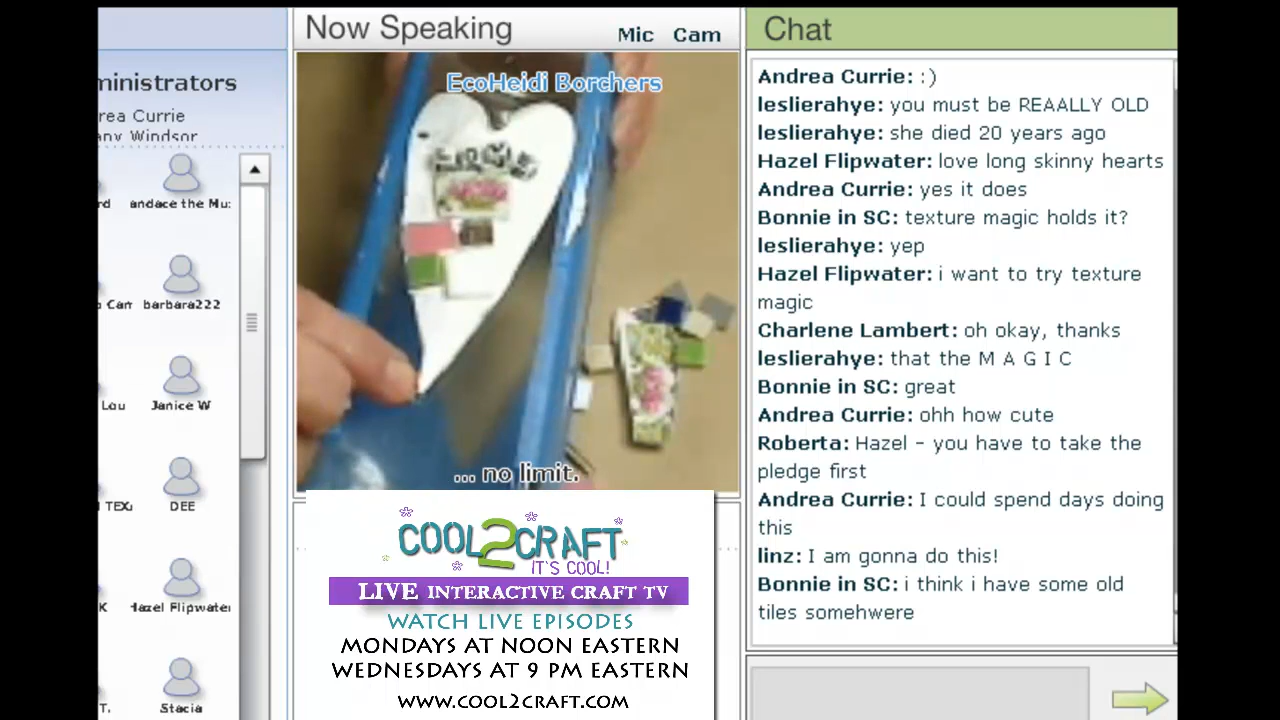 ministrators
rea Currie
any Windsor
rd
andace the Mu:
Carr
barbara222
Lou
Janice W
DEE
K
Hazel Flipwater
T.
Stacia
Now Speaking
Mic Cam
EcoHeidi Borchers
... no limit.
COOL2CRAFT
IT'S COOL!
LIVE INTERACTIVE CRAFT TV
WATCH LIVE EPISODES
MONDAYS AT NOON EASTERN
WEDNESDAYS AT 9 PM EASTERN
WWW.COOL2CRAFT.COM
Chat
Andrea Currie: :)
leslierahye: you must be REAALLY OLD
leslierahye: she died 20 years ago
Hazel Flipwater: love long skinny hearts
Andrea Currie: yes it does
Bonnie in SC: texture magic holds it?
leslierahye: yep
Hazel Flipwater: i want to try texture
magic
Charlene Lambert: oh okay, thanks
leslierahye: that the M A G I C
Bonnie in SC: great
Andrea Currie: ohh how cute
Roberta: Hazel - you have to take the
pledge first
Andrea Currie: I could spend days doing
this
linz: I am gonna do this!
Bonnie in SC: i think i have some old
tiles somehwere